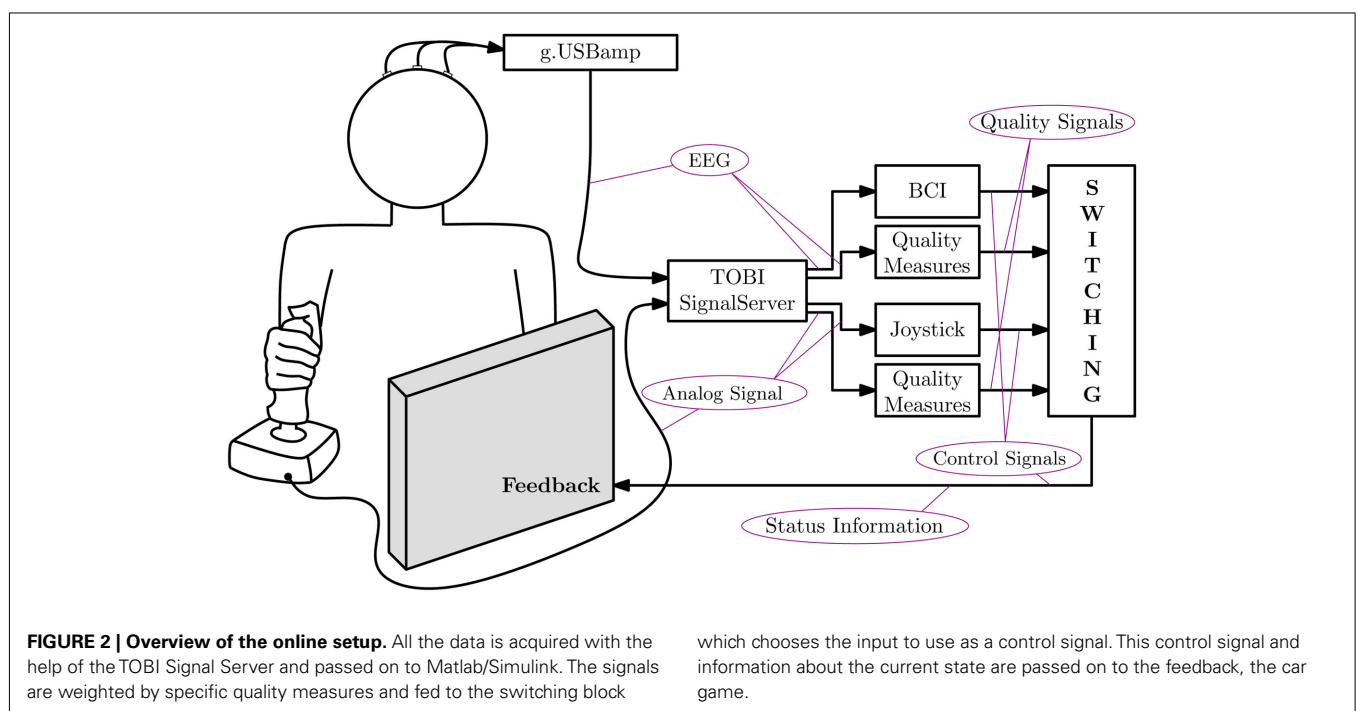 g.USBamp
Quality Signals
EEG
BCI
Quality
Measures
TOBI
SignalServer
Joystick
Quality
Measures
S
W
I
T
C
H
I
N
G
Analog Signal
Control Signals
Feedback
Status Information
FIGURE 2 | Overview of the online setup. All the data is acquired with the
help of the TOBI Signal Server and passed on to Matlab/Simulink. The signals
are weighted by specific quality measures and fed to the switching block
which chooses the input to use as a control signal. This control signal and
information about the current state are passed on to the feedback, the car
game.